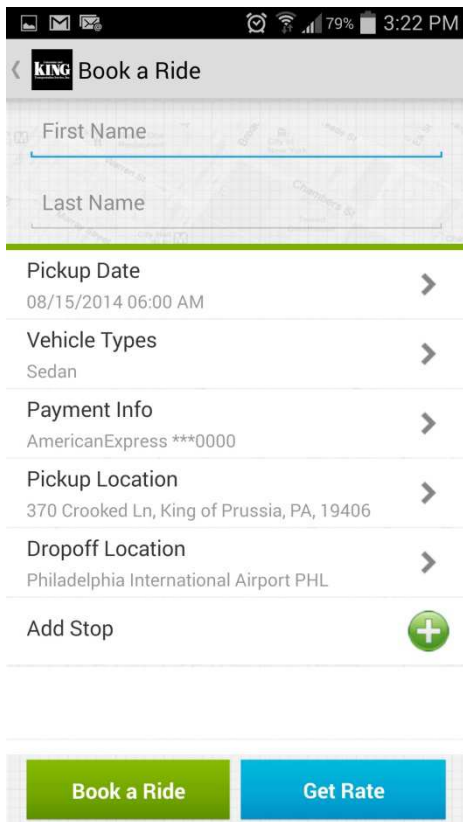 79% 3:22 PM
KING Book a Ride
First Name
Last Name
Pickup Date
08/15/2014 06:00 AM
Vehicle Types
Sedan
Payment Info
AmericanExpress ***0000
Pickup Location
370 Crooked Ln, King of Prussia, PA, 19406
Dropoff Location
Philadelphia International Airport PHL
Add Stop
Book a Ride
Get Rate